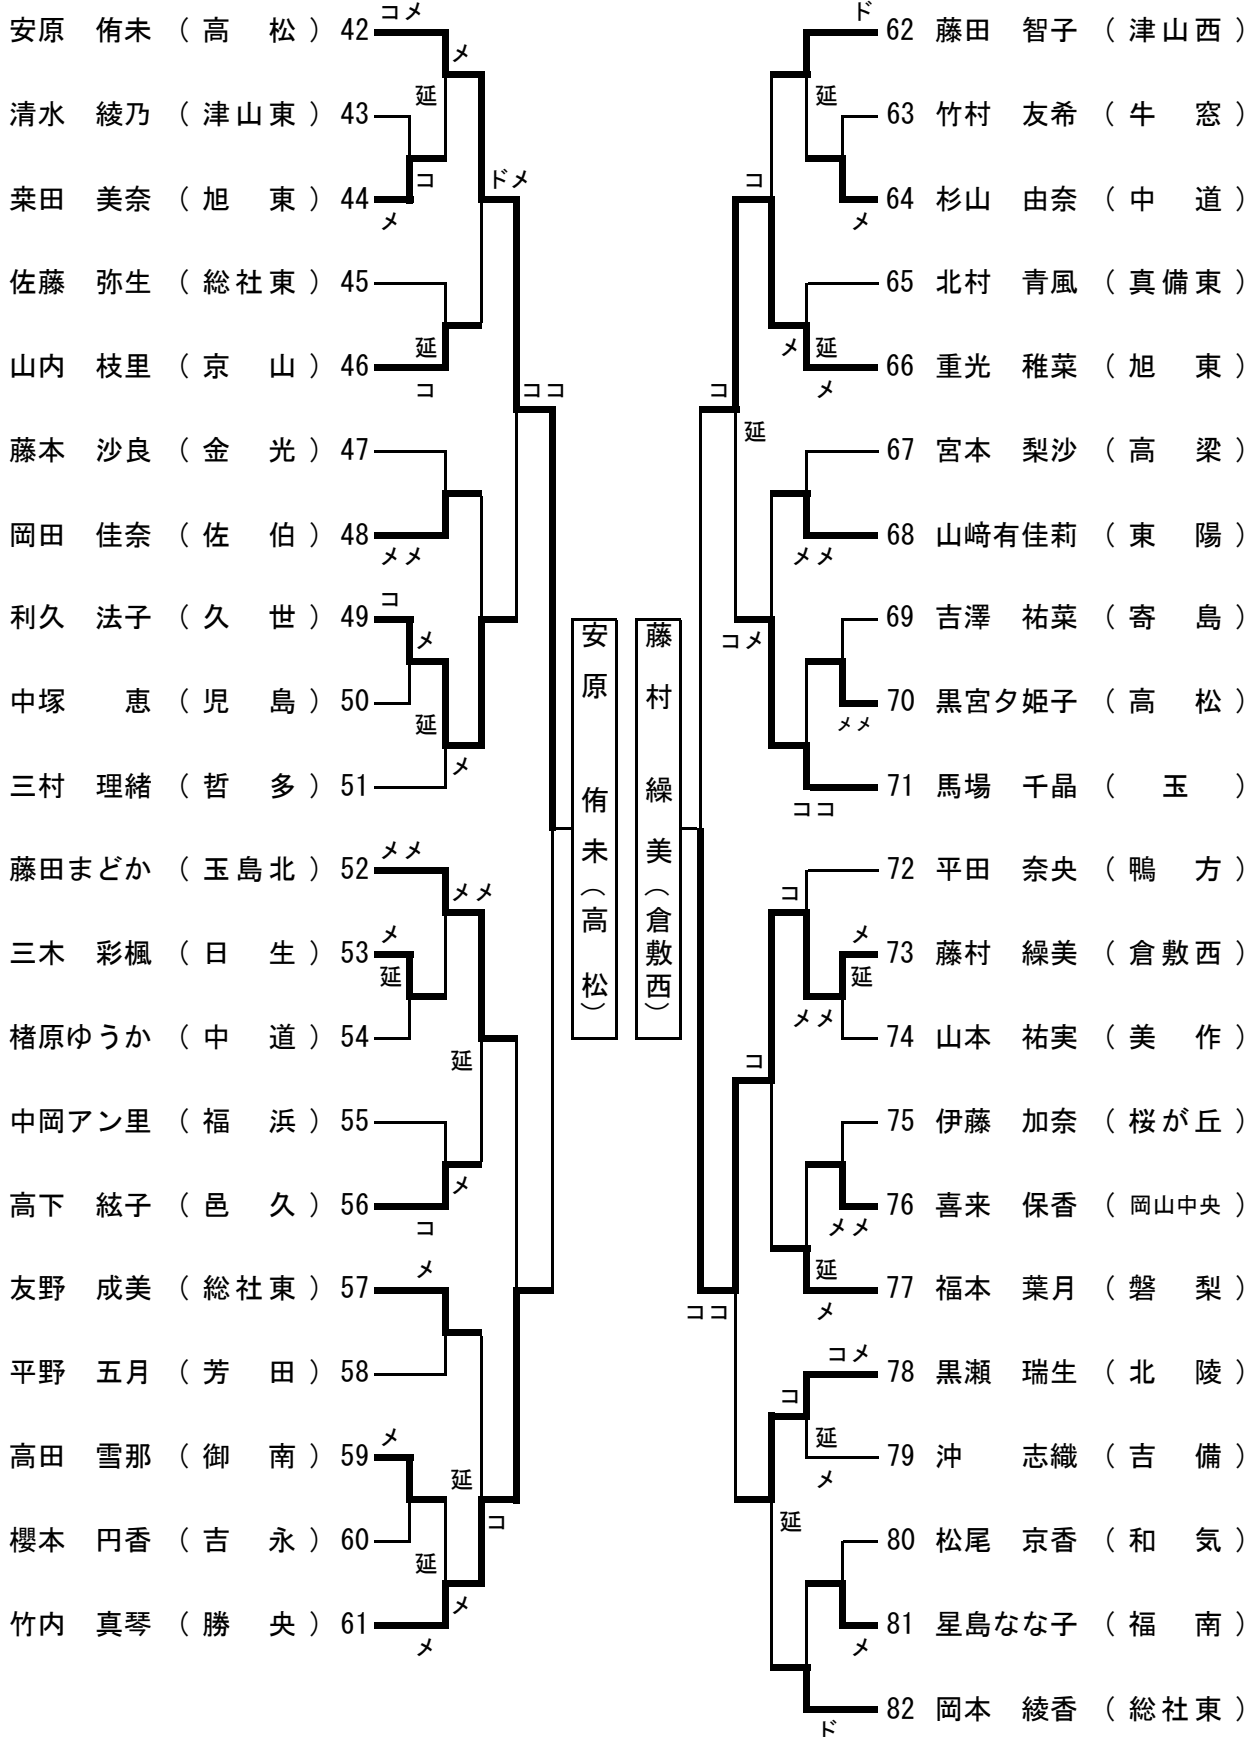 コメ
安原　侑未 （ 高　松 ） 42
メ
延
清水　綾乃 （ 津山東 ） 43
コ
ドメ
桒田　美奈 （ 旭　東 ） 44
メ
佐藤　弥生 （ 総社東 ） 45
延
山内　枝里 （ 京　山 ） 46
コ
ココ
藤本　沙良 （ 金　光 ） 47
岡田　佳奈 （ 佐　伯 ） 48
メメ
コ
利久　法子 （ 久　世 ） 49
メ
中塚　　恵 （ 児　島 ） 50
延
メ
三村　理緒 （ 哲　多 ） 51
メメ
藤田まどか （ 玉島北 ） 52
メメ
メ
三木　彩楓 （ 日　生 ） 53
延
楮原ゆうか （ 中　道 ） 54
延
中岡アン里 （ 福　浜 ） 55
メ
高下　絃子 （ 邑　久 ） 56
コ
メ
友野　成美 （ 総社東 ） 57
平野　五月 （ 芳　田 ） 58
メ
高田　雪那 （ 御　南 ） 59
延
コ
櫻本　円香 （ 吉　永 ） 60
延
メ
竹内　真琴 （ 勝　央 ） 61
メ
安原　侑未（高　松）
藤村　繰美（倉敷西）
ド
62 藤田　智子 （ 津山西 ）
延
63 竹村　友希 （ 牛　窓 ）
コ
64 杉山　由奈 （ 中　道 ）
メ
65 北村　青風 （ 真備東 ）
メ
延
66 重光　稚菜 （ 旭　東 ）
メ
コ
延
67 宮本　梨沙 （ 高　梁 ）
68 山﨑有佳莉 （ 東　陽 ）
メメ
69 吉澤　祐菜 （ 寄　島 ）
コメ
70 黒宮夕姫子 （ 高　松 ）
メメ
71 馬場　千晶 （ 玉 ）
ココ
72 平田　奈央 （ 鴨　方 ）
コ
メ
73 藤村　繰美 （ 倉敷西 ）
延
メメ
74 山本　祐実 （ 美　作 ）
コ
75 伊藤　加奈 （ 桜が丘 ）
76 喜来　保香 （ 岡山中央 ）
メメ
延
77 福本　葉月 （ 磐　梨 ）
メ
ココ
コメ
78 黒瀬　瑞生 （ 北　陵 ）
コ
延
79 沖　　志織 （ 吉　備 ）
メ
延
80 松尾　京香 （ 和　気 ）
81 星島なな子 （ 福　南 ）
メ
82 岡本　綾香 （ 総社東 ）
ド